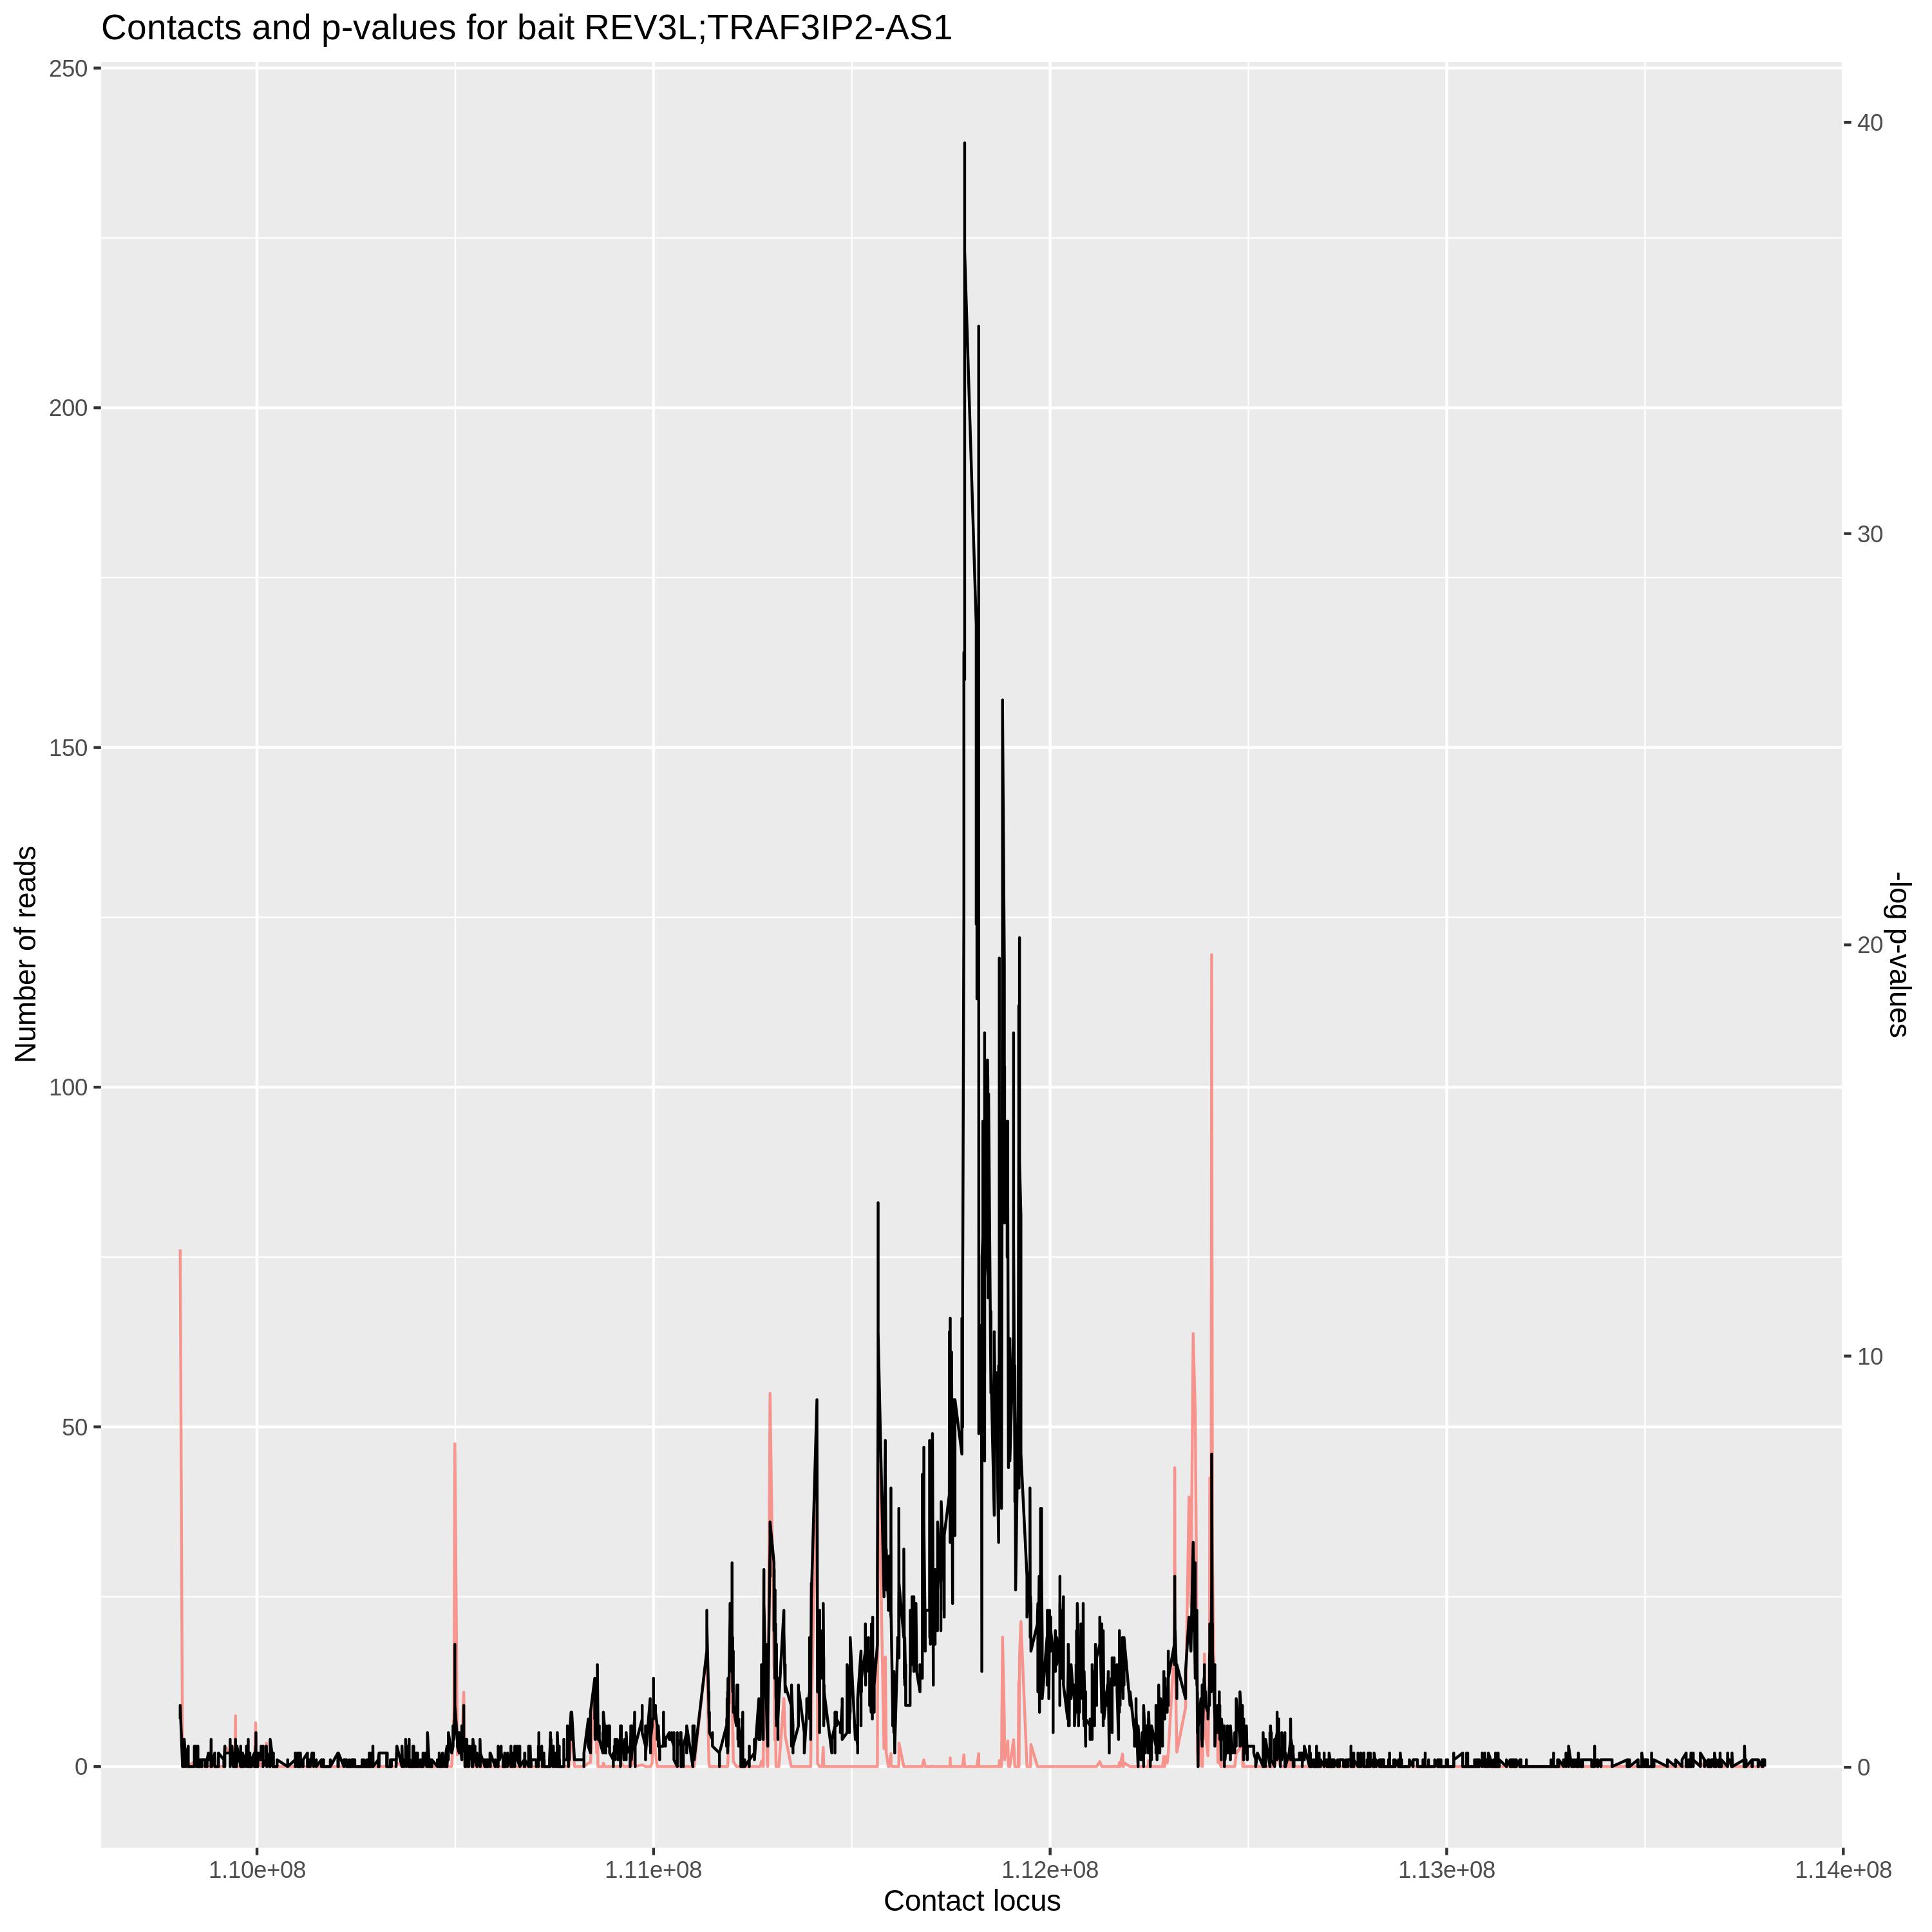 Contacts and p-values for bait REV3L;TRAF3IP2-AS1
250
200
150
100
50
0
Number of reads
40
30
20
10
0
-log p-values
1.10e+08
1.11e+08
1.12e+08
1.13e+08
1.14e+08
Contact locus